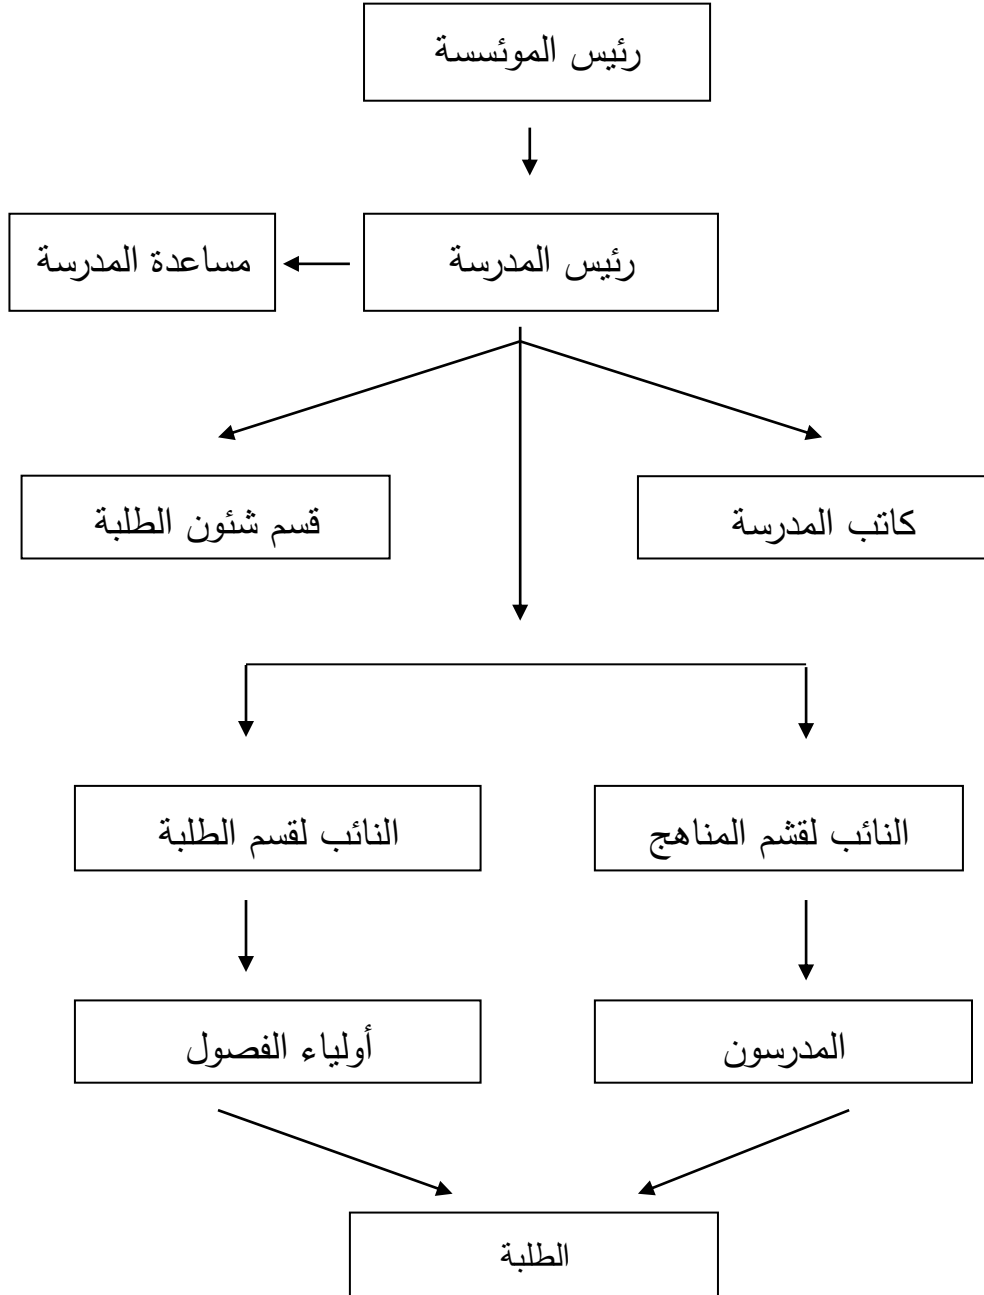 رئيس الموئسسة
رئيس المدرسة
مساعدة المدرسة
كاتب المدرسة
قسم شئون الطلبة
النائب لقشم المناهج
النائب لقسم الطلبة
المدرسون
أولياء الفصول
الطلبة